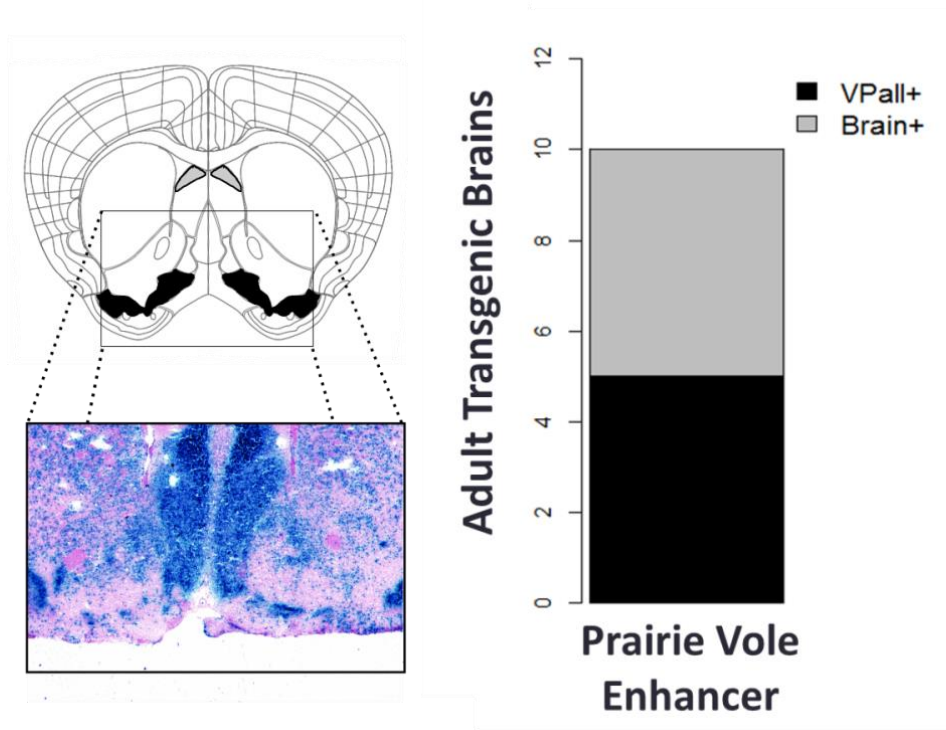 Adult Transgenic Brains
12
10
8
6
4
2
0
VPall+
Brain+
Prairie Vole
Enhancer